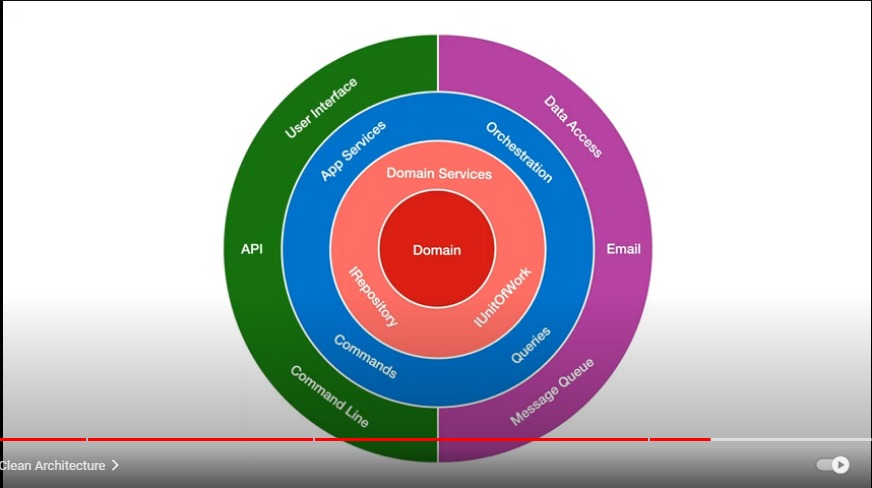 User Interface
Data Access
App Services
Orchestration
Domain Services
API
Domain
Email
IRepository
IUnitOfWork
Commands
Queries
Command Line
Message Queue
Clean Architecture